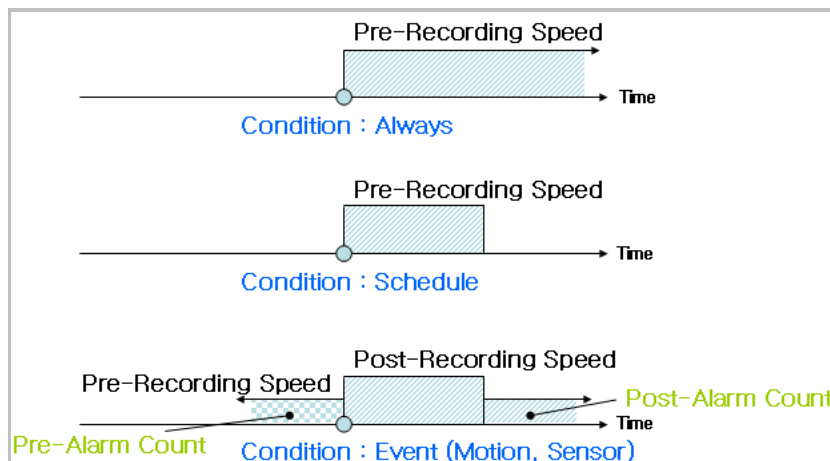 Pre-Recording Speed
Time
Condition : Always
Pre-Recording Speed
Time
Condition : Schedule
Post-Recording Speed
Pre-Recording Speed
Post-Alarm Count
Time
Pre-Alarm Count
Condition : Event (Motion, Sensor)